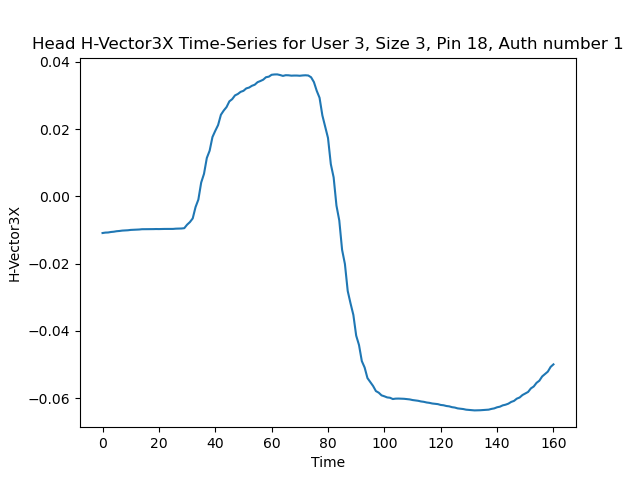 Head H-Vector3X Time-Series for User 3, Size 3, Pin 18, Auth number 1
0.04
0.02
0.00
−0.02
−0.04
−0.06
H-Vector3X
0 20 40 60 80 100 120 140 160
Time